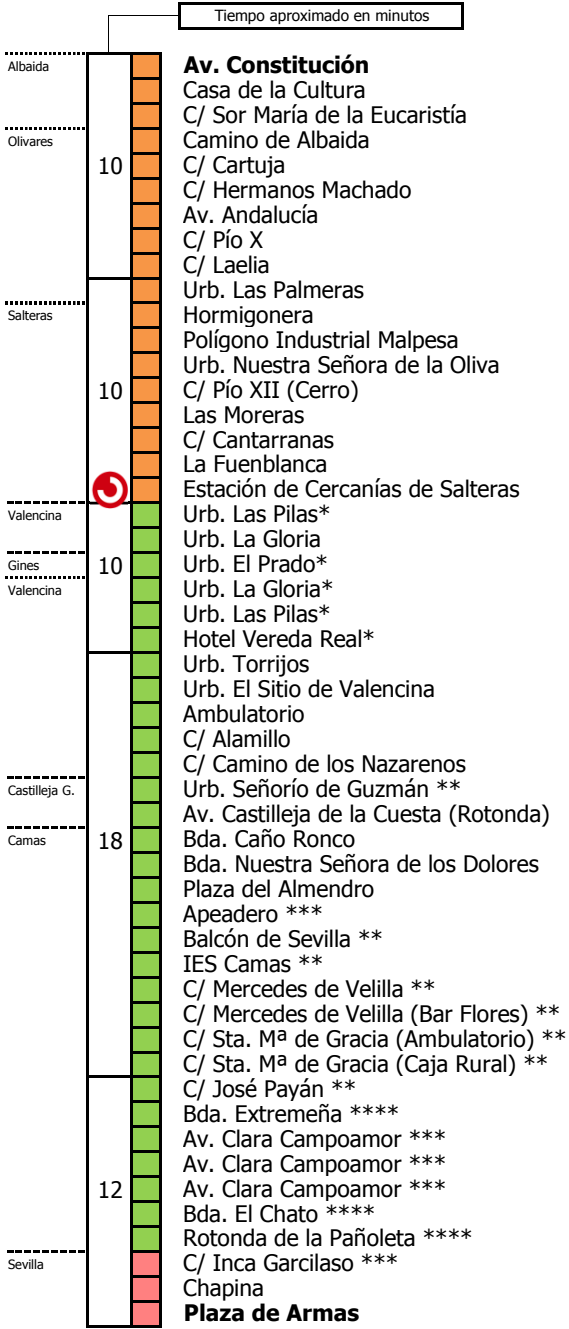 Tiempo aproximado en minutos
Albaida
Av. Constitución
Casa de la Cultura
C/ Sor María de la Eucaristía
Olivares
Camino de Albaida
10
C/ Cartuja
C/ Hermanos Machado
Av. Andalucía
C/ Pío X
C/ Laelia
Urb. Las Palmeras
Salteras
Hormigonera
Polígono Industrial Malpesa
Urb. Nuestra Señora de la Oliva
10
C/ Pío XII (Cerro)
Las Moreras
C/ Cantarranas
La Fuenblanca
Estación de Cercanías de Salteras
Valencina
Urb. Las Pilas*
Urb. La Gloria
Gines
10
Urb. El Prado*
Valencina
Urb. La Gloria*
Urb. Las Pilas*
Hotel Vereda Real*
Urb. Torrijos
Urb. El Sitio de Valencina
Ambulatorio
C/ Alamillo
C/ Camino de los Nazarenos
Castilleja G.
Urb. Señorío de Guzmán **
Av. Castilleja de la Cuesta (Rotonda)
Camas
18
Bda. Caño Ronco
Bda. Nuestra Señora de los Dolores
Plaza del Almendro
Apeadero ***
Balcón de Sevilla **
IES Camas **
C/ Mercedes de Velilla **
C/ Mercedes de Velilla (Bar Flores) **
C/ Sta. Mª de Gracia (Ambulatorio) **
C/ Sta. Mª de Gracia (Caja Rural) **
C/ José Payán **
Bda. Extremeña ****
Av. Clara Campoamor ***
Av. Clara Campoamor ***
12
Av. Clara Campoamor ***
Bda. El Chato ****
Rotonda de la Pañoleta ****
Sevilla
C/ Inca Garcilaso ***
Chapina
Plaza de Armas